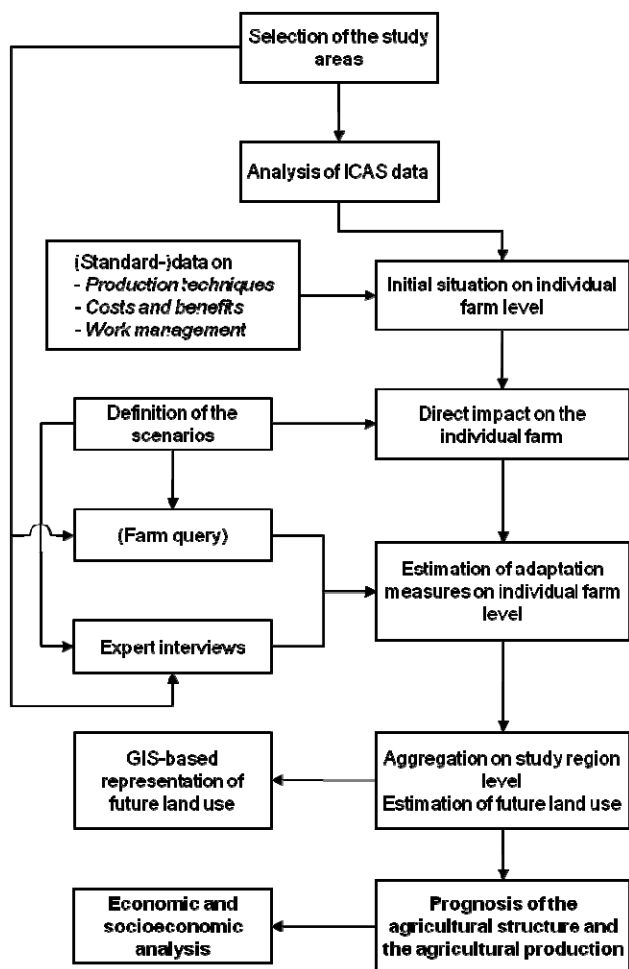 Selection of the study
areas
Analysis of ICAS data
(Standard-)data on
- Production techniques
- Costs and benefits
- Work management
Initial situation on individual
farm level
Definition of the
scenarios
Direct impact on the
individual farm
(Farm query)
Estimation of adaptation
measures on individual farm
level
Expert interviews
GIS-based
representation of
future land use
Aggregation on study region
level
Estimation of future land use
Economic and
socioeconomic
analysis
Prognosis of the
agricultural structure and
the agricultural production